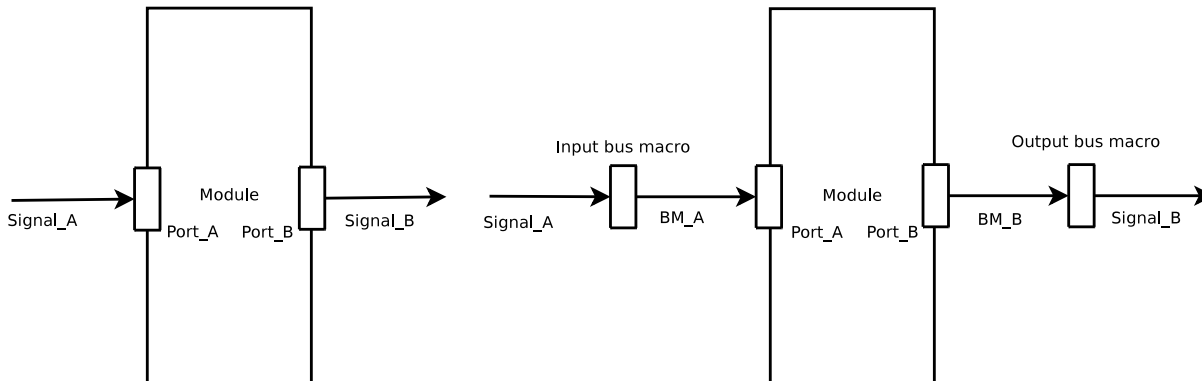 Module
Signal_A
Port_A
Port_B
Signal_B
Input bus macro
Output bus macro
Module
Signal_A
BM_A
Port_A
Port_B
BM_B
Signal_B